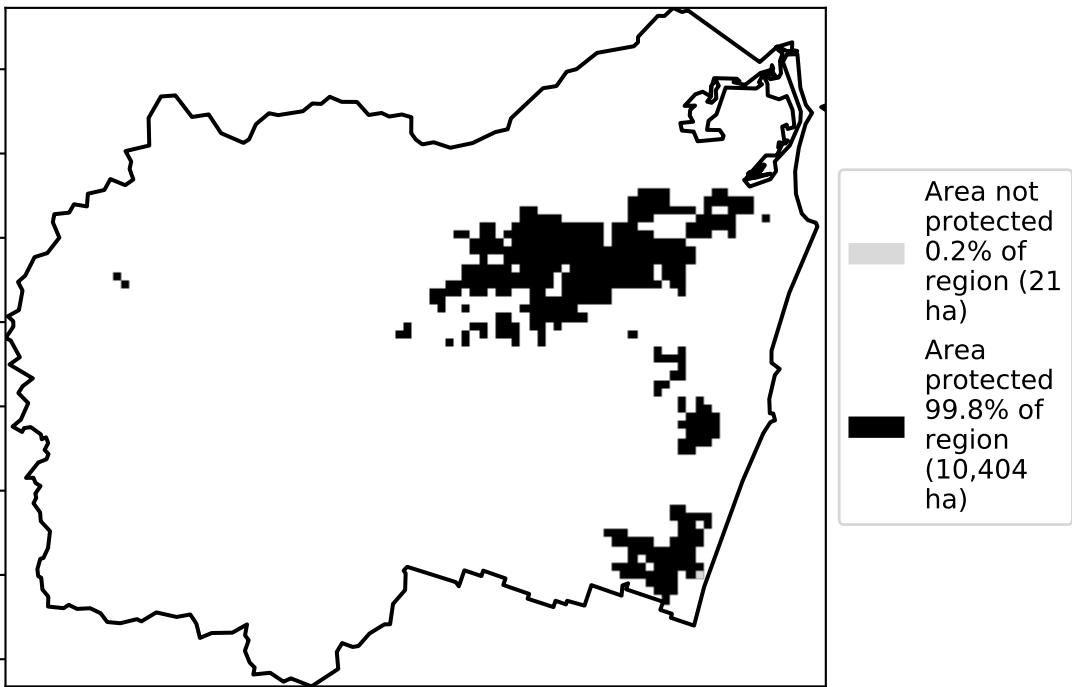 Area not
protected
0.2% of
region (21
ha)
Area
protected
99.8% of
region
(10,404
ha)